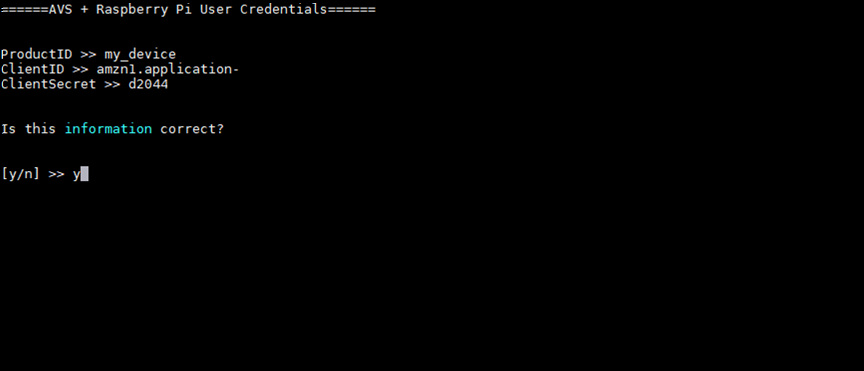 ======AVS + Raspberry Pi User Credentials======
ProductID >> my_device
ClientID >> amzn1.application-
ClientSecret >> d2044
Is this information correct?
[y/n] >> y